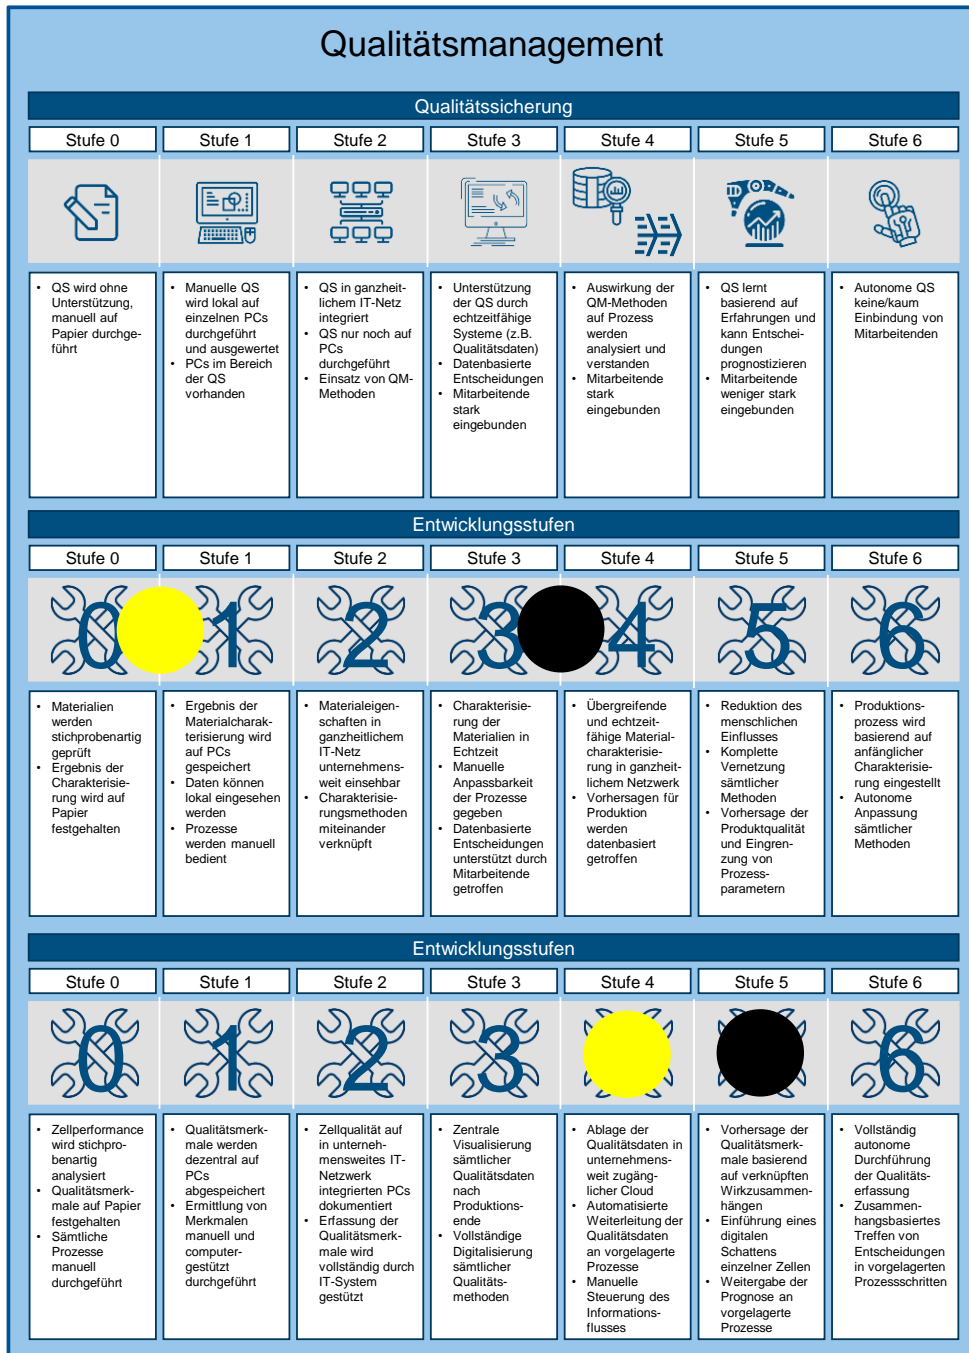 Qualitätsmanagement
Qualitätssicherung
Stufe 0
Stufe 1
Stufe 2
Stufe 3
Stufe 4
Stufe 5
Stufe 6
• QS wird ohne
Unterstützung,
manuell auf
Papier durchge-
führt
• Manuelle QS
wird lokal auf
einzelnen PCs
durchgeführt
und ausgewertet
• PCs im Bereich
der QS
vorhanden
• QS in ganzheit-
lichem IT-Netz
integriert
• QS nur noch auf
PCs
durchgeführt
• Einsatz von QM-
Methoden
• Unterstützung
der QS durch
echtzeitfähige
Systeme (z.B.
Qualitätsdaten)
• Datenbasierte
Entscheidungen
• Mitarbeitende
stark
eingebunden
• Auswirkung der
QM-Methoden
auf Prozess
werden
analysiert und
verstanden
• Mitarbeitende
stark
eingebunden
• QS lernt
basierend auf
Erfahrungen und
kann Entschei-
dungen
prognostizieren
• Mitarbeitende
weniger stark
eingebunden
• Autonome QS
keine/kaum
Einbindung von
Mitarbeitenden
Entwicklungsstufen
Stufe 0
Stufe 1
Stufe 2
Stufe 3
Stufe 4
Stufe 5
Stufe 6
0
1
2
3
4
5
6
• Materialien
werden
stichprobenartig
geprüft
• Ergebnis der
Charakterisie-
rung wird auf
Papier
festgehalten
• Ergebnis der
Materialcharak-
terisierung wird
auf PCs
gespeichert
• Daten können
lokal eingesehen
werden
• Prozesse
werden manuell
bedient
• Materialeigen-
schaften in
ganzheitlichem
IT-Netz
unternehmens-
weit einsehbar
• Charakterisie-
rungsmethoden
miteinander
verknüpft
• Charakterisie-
rung der
Materialien in
Echtzeit
• Manuelle
Anpassbarkeit
der Prozesse
gegeben
• Datenbasierte
Entscheidungen
unterstützt durch
Mitarbeitende
getroffen
• Übergreifende
und echtzeit-
fähige Material-
charakterisie-
rung in ganzheit-
lichem Netzwerk
• Vorhersagen für
Produktion
werden
datenbasiert
getroffen
• Reduktion des
menschlichen
Einflusses
• Komplette
Vernetzung
sämtlicher
Methoden
• Vorhersage der
Produktqualität
und Eingren-
zung von
Prozess-
parametern
• Produktions-
prozess wird
basierend auf
anfänglicher
Charakterisie-
rung eingestellt
• Autonome
Anpassung
sämtlicher
Methoden
Entwicklungsstufen
Stufe 0
Stufe 1
Stufe 2
Stufe 3
Stufe 4
Stufe 5
Stufe 6
0
1
2
3
6
• Zellperformance
wird stichpro-
benartig
analysiert
• Qualitätsmerk-
male auf Papier
festgehalten
• Sämtliche
Prozesse
manuell
durchgeführt
• Qualitätsmerk-
male werden
dezentral auf
PCs
abgespeichert
• Ermittlung von
Merkmalen
manuell und
computer-
gestützt
durchgeführt
• Zellqualität auf
in unterneh-
mensweites IT-
Netzwerk
integrierten PCs
dokumentiert
• Erfassung der
Qualitätsmerk-
male wird
vollständig durch
IT-System
gestützt
• Zentrale
Visualisierung
sämtlicher
Qualitätsdaten
nach
Produktions-
ende
• Vollständige
Digitalisierung
sämtlicher
Qualitäts-
methoden
• Ablage der
Qualitätsdaten in
unternehmens-
weit zugäng-
licher Cloud
• Automatisierte
Weiterleitung der
Qualitätsdaten
an vorgelagerte
Prozesse
• Manuelle
Steuerung des
Informations-
flusses
• Vorhersage der
Qualitätsmerk-
male basierend
auf verknüpften
Wirkzusammen-
hängen
• Einführung eines
digitalen
Schattens
einzelner Zellen
• Weitergabe der
Prognose an
vorgelagerte
Prozesse
• Vollständig
autonome
Durchführung
der Qualitäts-
erfassung
• Zusammen-
hangsbasiertes
Treffen von
Entscheidungen
in vorgelagerten
Prozessschritten